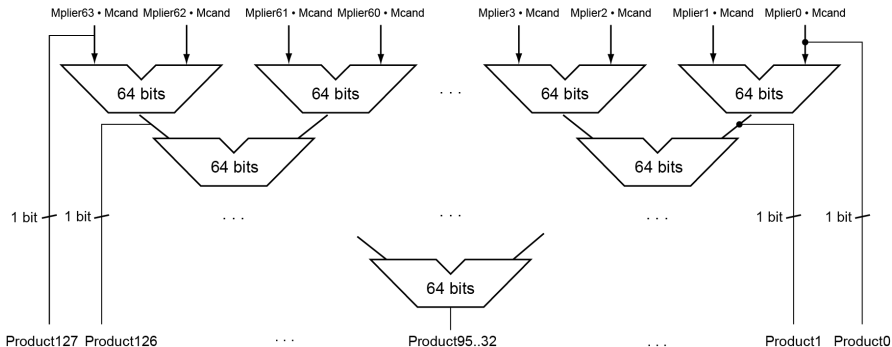 Mplier63 • Mcand Mplier62 • Mcand Mplier61 • Mcand Mplier60 • Mcand Mplier3 • Mcand Mplier2 • Mcand Mplier1 • Mcand Mplier0 • Mcand
64 bits 64 bits . . . 64 bits 64 bits
64 bits 64 bits
1 bit 1 bit . . . . . . . . . 1 bit 1 bit
64 bits
Product127 Product126 . . . Product95..32 . . . Product1 Product0